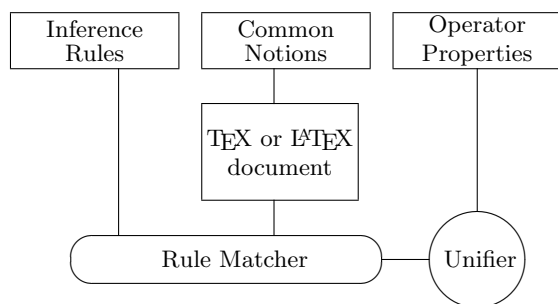 Inference
Rules
Common
Notions
Operator
Properties
TEX or LATEX
document
Rule Matcher
Unifier